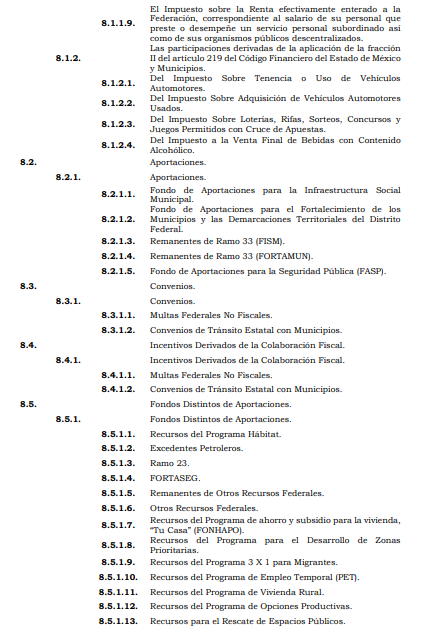 El Impuesto sobre la Renta efectivamente enterado a la
Federación, correspondiente al salario de su personal que
8.1.1.9. preste o desempeñe un servicio personal subordinado así
como de sus organismos públicos descentralizados.
Las participaciones derivadas de la aplicación de la fracción
8.1.2. II del artículo 219 del Código Financiero del Estado de México
y Municipios.
8.1.2.1. Del Impuesto Sobre Tenencia o Uso de Vehículos
Automotores.
8.1.2.2. Del Impuesto Sobre Adquisición de Vehículos Automotores
Usados.
8.1.2.3. Del Impuesto Sobre Loterías, Rifas, Sorteos, Concursos y
Juegos Permitidos con Cruce de Apuestas.
8.1.2.4. Del Impuesto a la Venta Final de Bebidas con Contenido
Alcohólico.
8.2. Aportaciones.
8.2.1. Aportaciones.
8.2.1.1. Fondo de Aportaciones para la Infraestructura Social
Municipal.
Fondo de Aportaciones para el Fortalecimiento de los
8.2.1.2. Municipios y las Demarcaciones Territoriales del Distrito
Federal.
8.2.1.3. Remanentes de Ramo 33 (FISM).
8.2.1.4. Remanentes de Ramo 33 (FORTAMUN).
8.2.1.5. Fondo de Aportaciones para la Seguridad Pública (FASP).
8.3. Convenios.
8.3.1. Convenios.
8.3.1.1. Multas Federales No Fiscales.
8.3.1.2. Convenios de Tránsito Estatal con Municipios.
8.4. Incentivos Derivados de la Colaboración Fiscal.
8.4.1. Incentivos Derivados de la Colaboración Fiscal.
8.4.1.1. Multas Federales No Fiscales.
8.4.1.2. Convenios de Tránsito Estatal con Municipios.
8.5. Fondos Distintos de Aportaciones.
8.5.1. Fondos Distintos de Aportaciones.
8.5.1.1. Recursos del Programa Hábitat.
8.5.1.2. Excedentes Petroleros.
8.5.1.3. Ramo 23.
8.5.1.4. FORTASEG.
8.5.1.5. Remanentes de Otros Recursos Federales.
8.5.1.6. Otros Recursos Federales.
8.5.1.7. Recursos del Programa de ahorro y subsidio para la vivienda,
"Tu Casa" (FONHAPO).
8.5.1.8. Recursos del Programa para el Desarrollo de Zonas
Prioritarias.
8.5.1.9. Recursos del Programa 3 X 1 para Migrantes.
8.5.1.10. Recursos del Programa de Empleo Temporal (PET).
8.5.1.11. Recursos del Programa de Vivienda Rural.
8.5.1.12. Recursos del Programa de Opciones Productivas.
8.5.1.13. Recursos para el Rescate de Espacios Públicos.